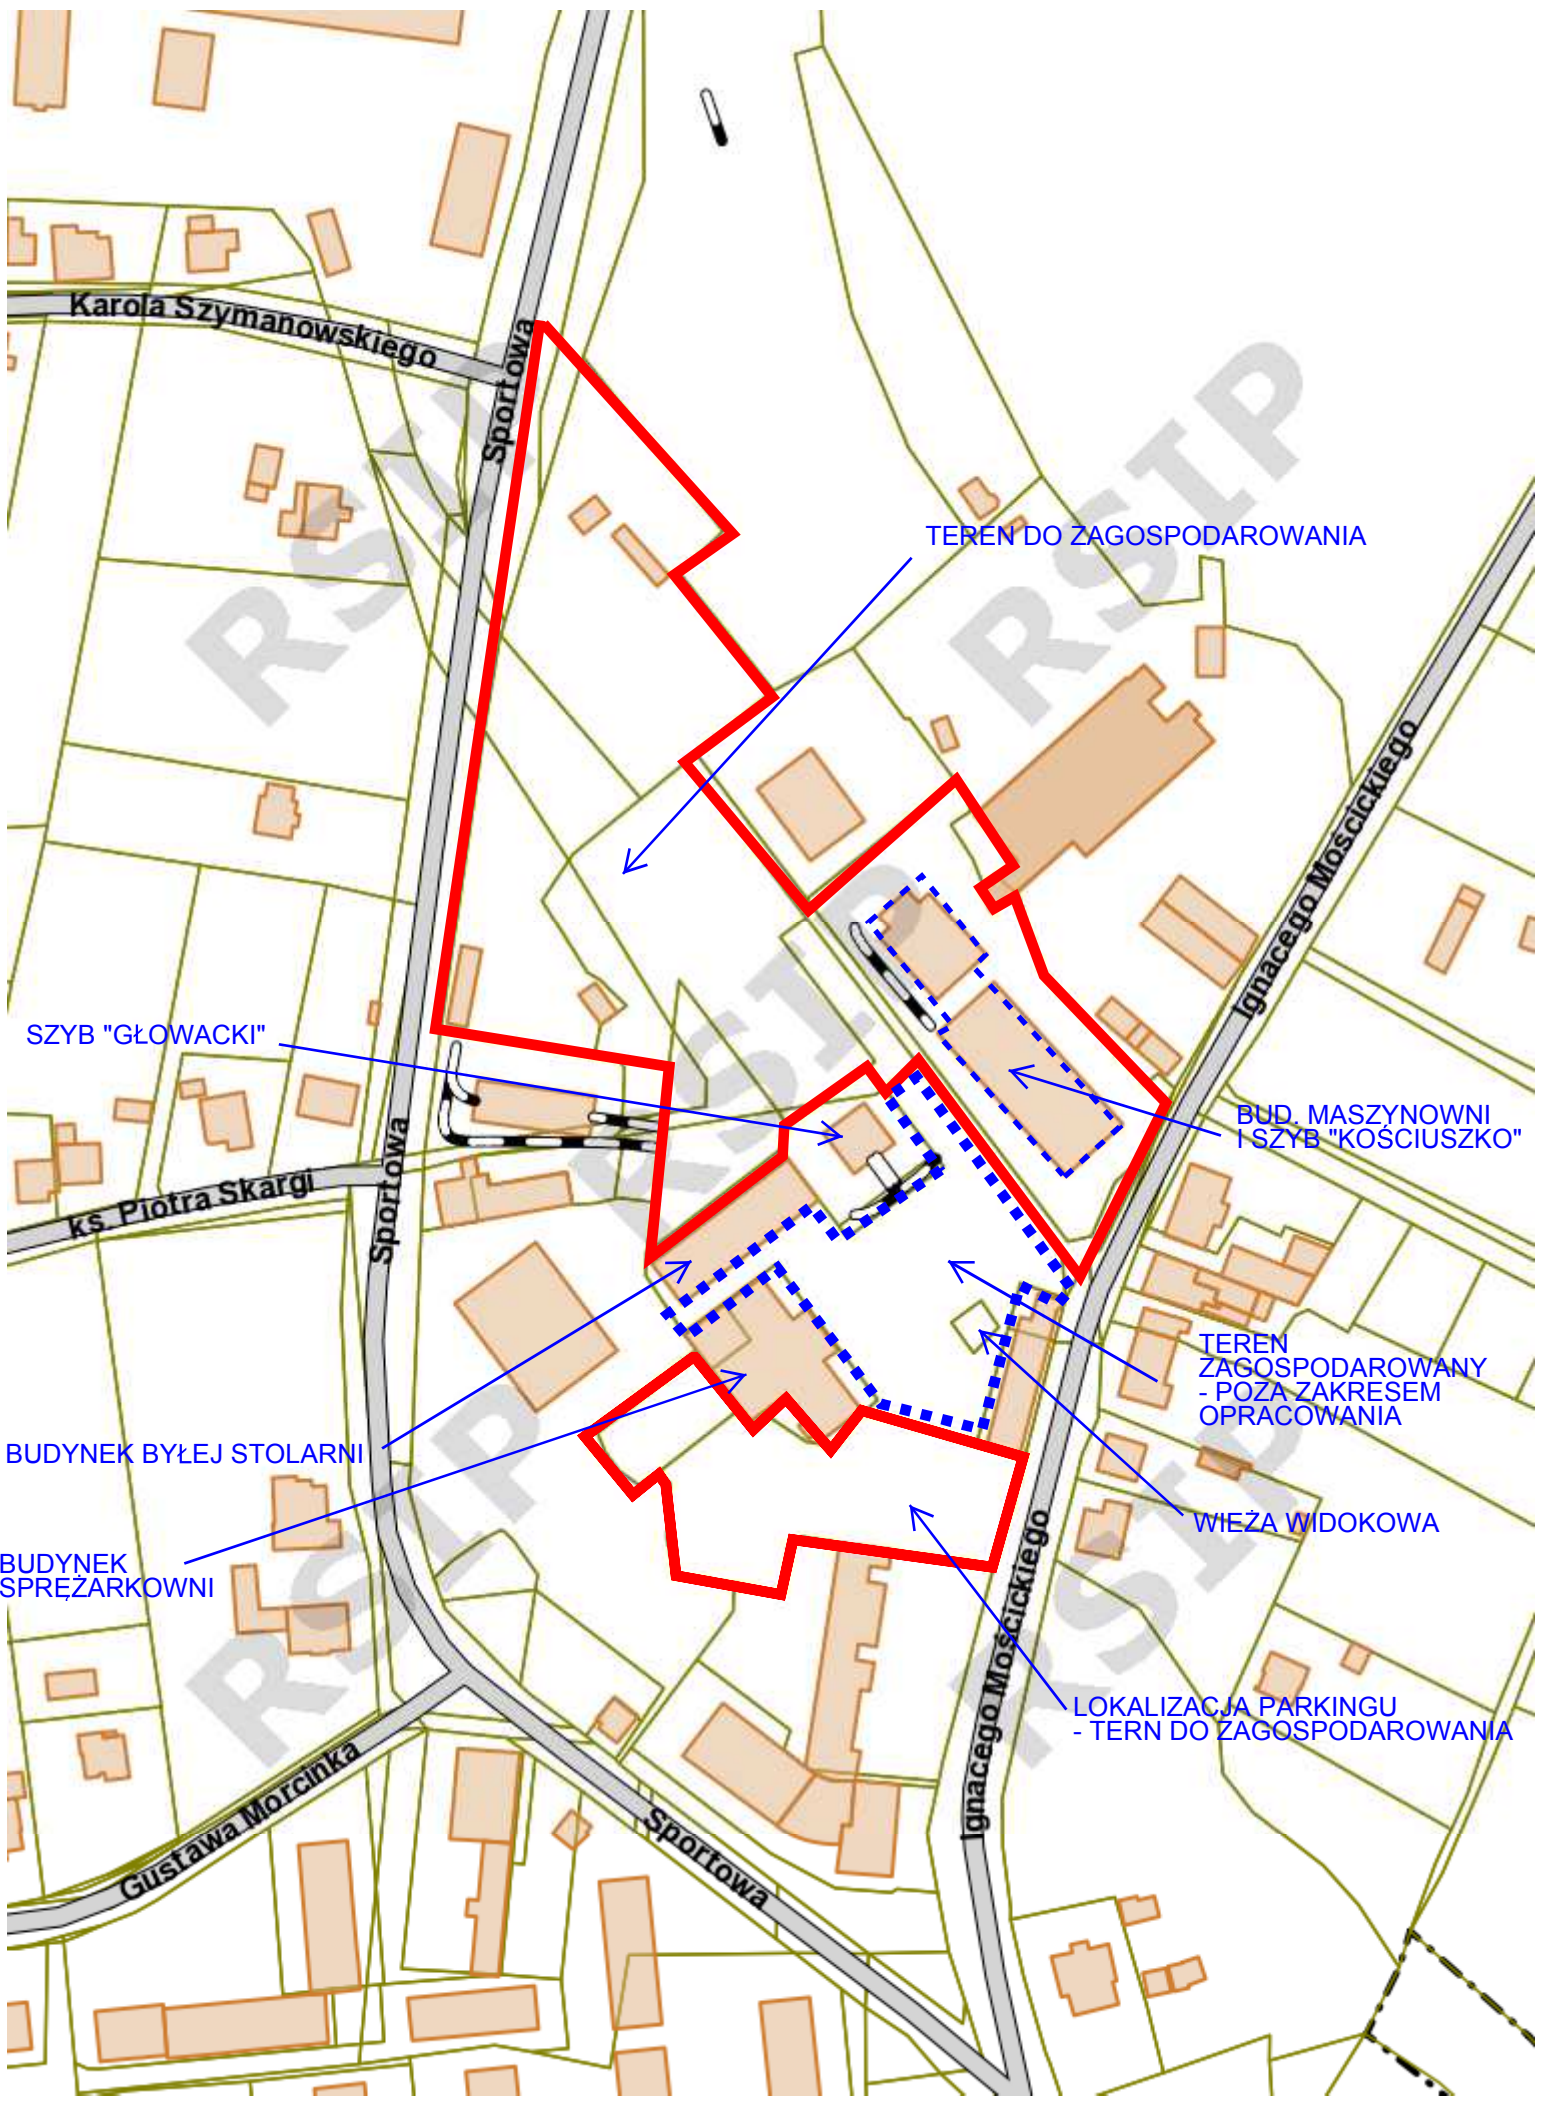 Karola Szymanowskiego
Sportowa
RSIP
RSIP
TEREN DO ZAGOSPODAROWANIA
Ignacego Mościckiego
RSIP
SZYB "GŁOWACKI"
BUD. MASZYNOWNI
I SZYB "KOŚCIUSZKO"
Sportowa
ks. Piotra Skargi
TEREN
ZAGOSPODAROWANY
- POZA ZAKRESEM
OPRACOWANIA
BUDYNEK BYŁEJ STOLARNI
WIEŻA WIDOKOWA
BUDYNEK
SPRĘŻARKOWNI
RSIP
RSIP
Ignacego Mościckiego
LOKALIZACJA PARKINGU
- TERN DO ZAGOSPODAROWANIA
Gustawa Morcinka
Sportowa